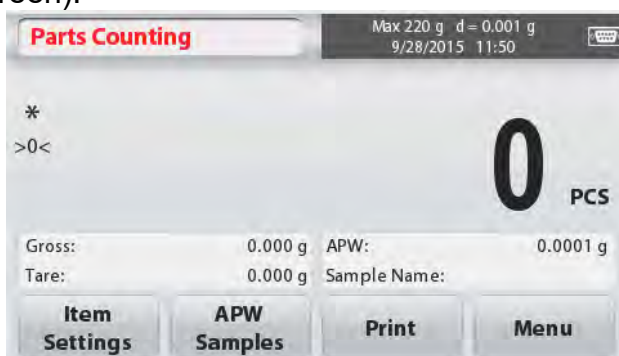 reen).
Parts Counting
Max 220 g d = 0.001 g
9/28/2015 11:50
*
>0<
0 PCS
Gross: 0.000 g APW: 0.0001 g
Tare: 0.000 g Sample Name:
Item Settings APW Samples Print Menu